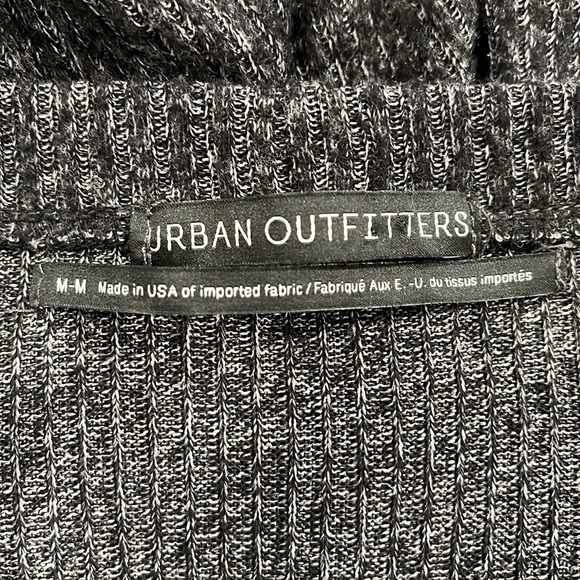 URBAN OUTFITTERS
M-M Made in USA of imported fabric / Fabriqué Aux E. -U. du tissus importés